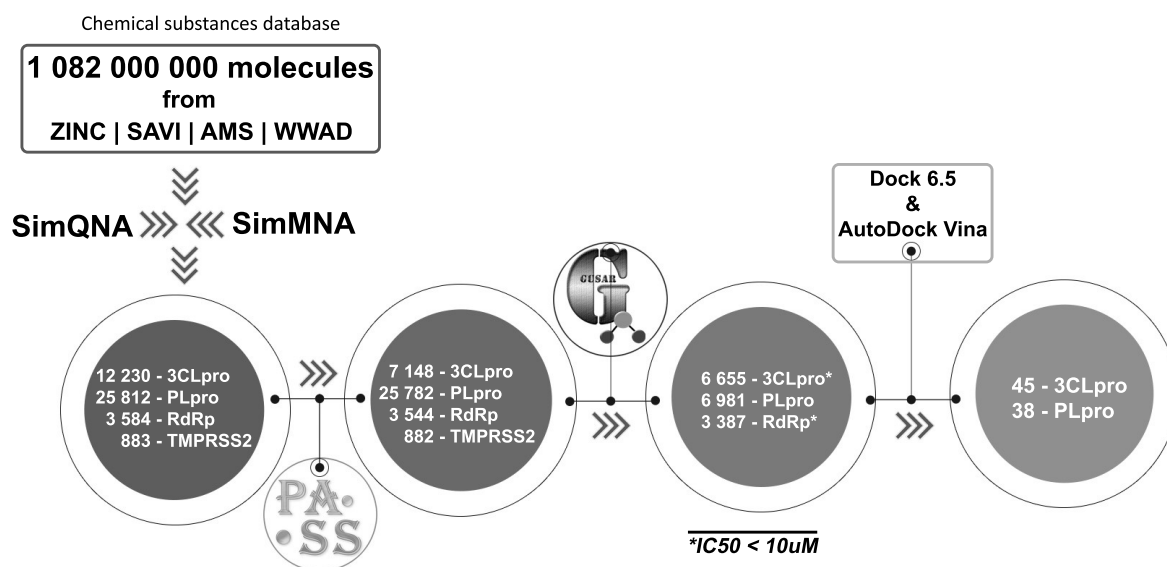 Chemical substances database
1 082 000 000 molecules
from
ZINC | SAVI | AMS | WWAD
SimQNA
SimMNA
12 230 - 3CLpro
25 812 - PLpro
3 584 - RdRp
883 - TMPRSS2
PA
SS
7 148 - 3CLpro
25 782 - PLpro
3 544 - RdRp
882 - TMPRSS2
G
GUSAR
6 655 - 3CLpro*
6 981 - PLpro
3 387 - RdRp*
*IC50 < 10uM
Dock 6.5
&
AutoDock Vina
45 - 3CLpro
38 - PLpro